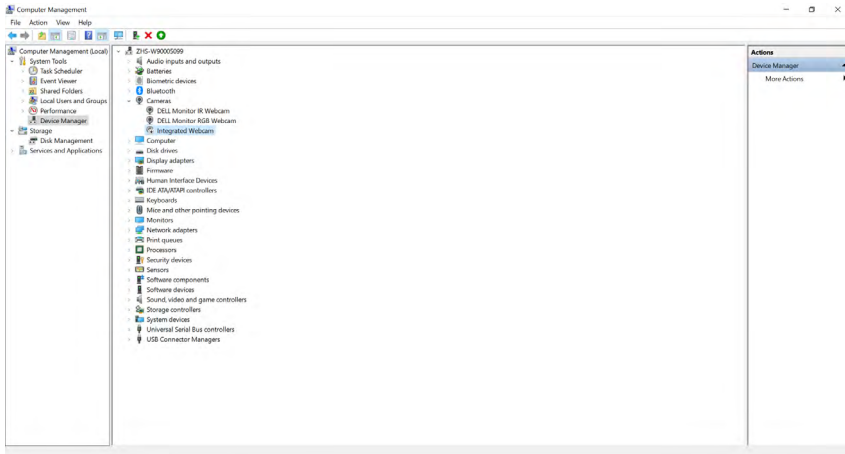 Computer Management
File Action View Help
Computer Management (Local)
System Tools
Task Scheduler
Event Viewer
Shared Folders
Local Users and Groups
Performance
Device Manager
Storage
Disk Management
Services and Applications
ZHS-W90005099
Audio inputs and outputs
Batteries
Biometric devices
Bluetooth
Cameras
DELL Monitor IR Webcam
DELL Monitor RGB Webcam
Integrated Webcam
Computer
Disk drives
Display adapters
Firmware
Human Interface Devices
IDE ATA/ATAPI controllers
Keyboards
Mice and other pointing devices
Monitors
Network adapters
Print queues
Processors
Security devices
Sensors
Software components
Software devices
Sound, video and game controllers
Storage controllers
System devices
Universal Serial Bus controllers
USB Connector Managers
Actions
Device Manager
More Actions